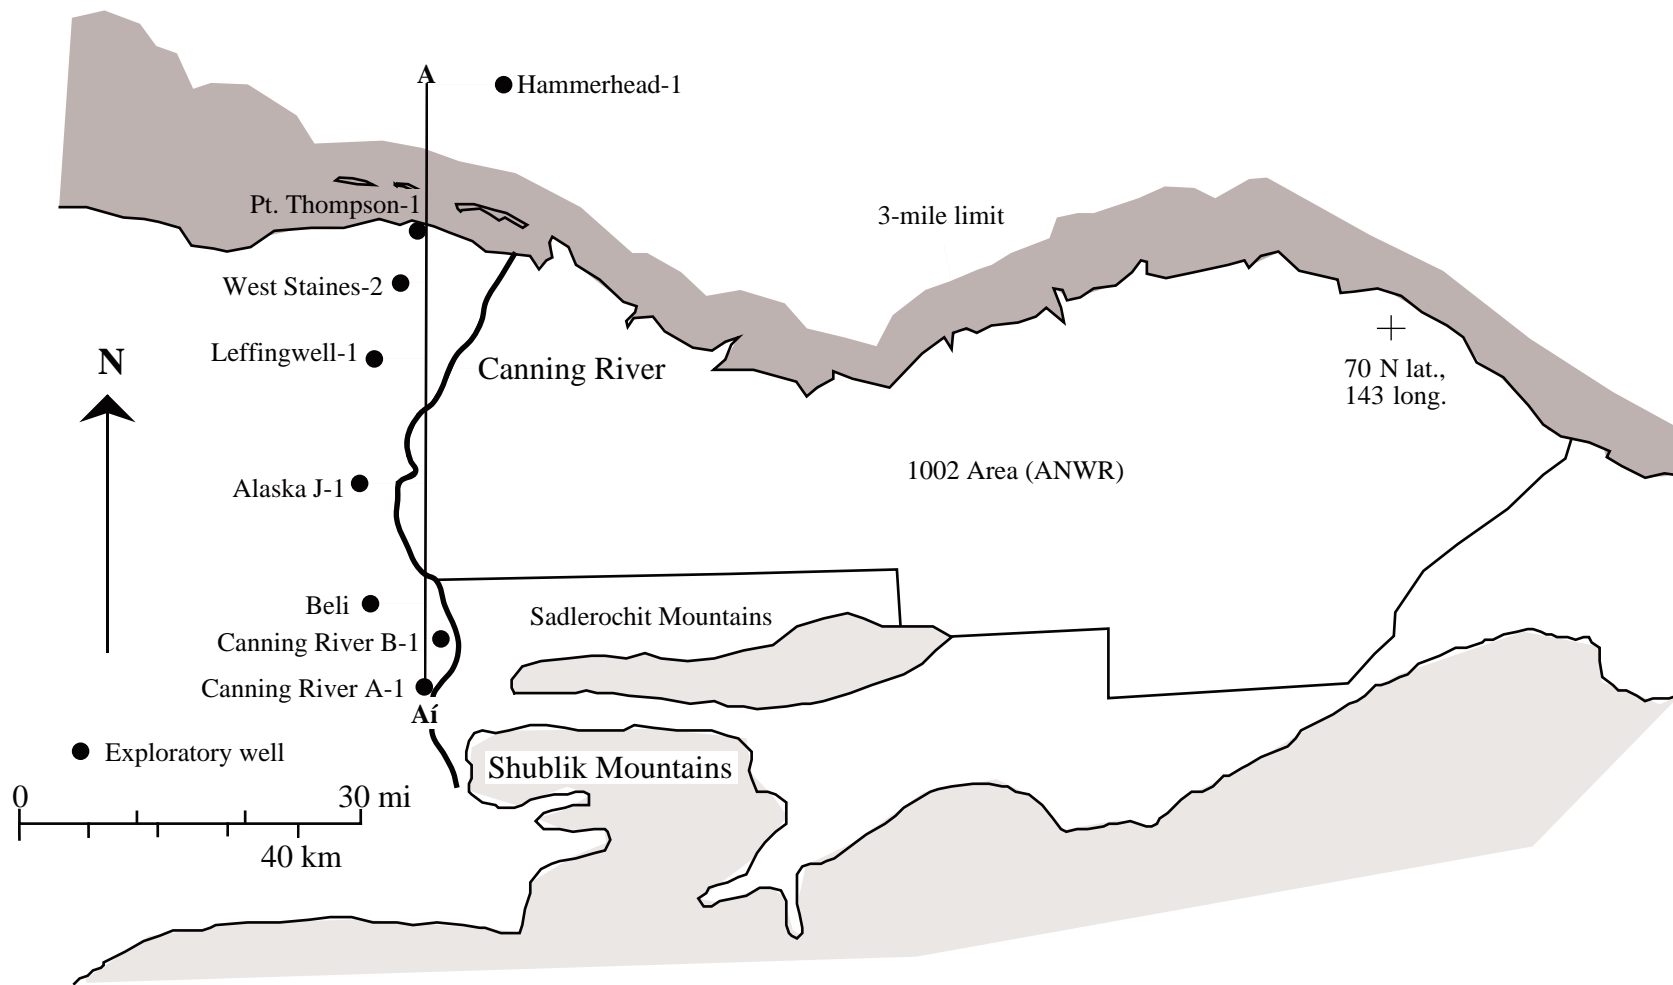 A
Hammerhead-1
Pt. Thompson-1
3-mile limit
West Staines-2
Leffingwell-1
N
Canning River
70 N lat.,
143 long.
1002 Area (ANWR)
Alaska J-1
Beli
Sadlerochit Mountains
Canning River B-1
Canning River A-1
Aí
Exploratory well
Shublik Mountains
0
30 mi
40 km